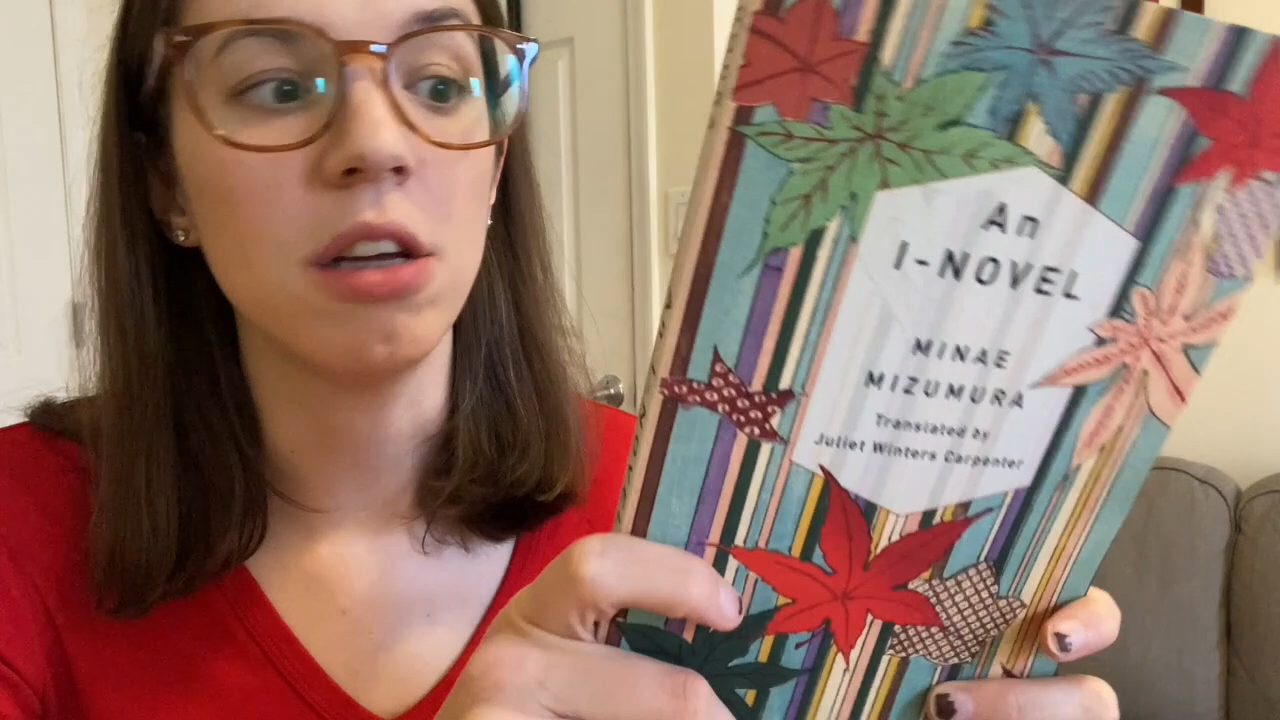 An
I-NOVEL
MINAE
MIZUMURA
Translated by
Juliet Winters Carpenter